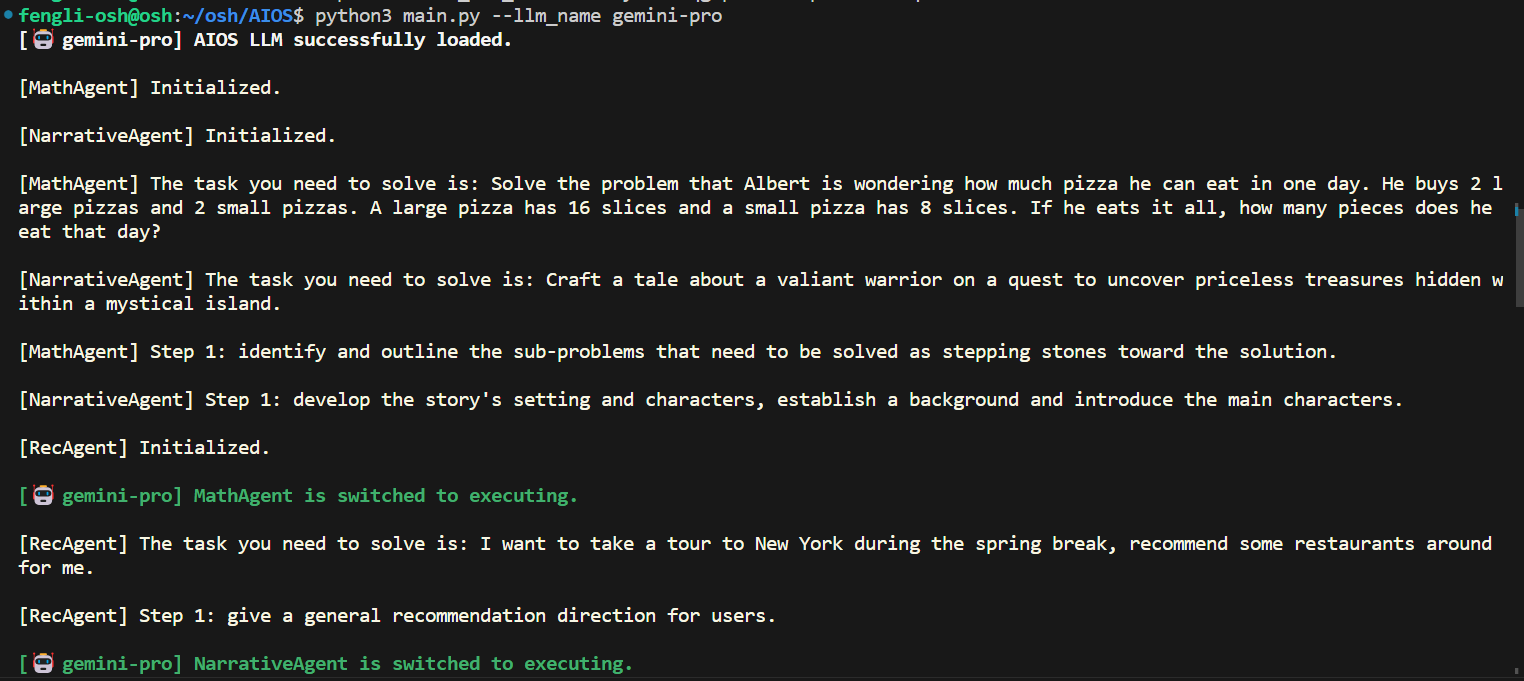 fengli-osh@osh:~/osh/AIOS$ python3 main.py --llm_name gemini-pro
[🤖 gemini-pro] AIOS LLM successfully loaded.
[MathAgent] Initialized.
[NarrativeAgent] Initialized.
[MathAgent] The task you need to solve is: Solve the problem that Albert is wondering how much pizza he can eat in one day. He buys 2 l
arge pizzas and 2 small pizzas. A large pizza has 16 slices and a small pizza has 8 slices. If he eats it all, how many pieces does he
eat that day?
[NarrativeAgent] The task you need to solve is: Craft a tale about a valiant warrior on a quest to uncover priceless treasures hidden w
ithin a mystical island.
[MathAgent] Step 1: identify and outline the sub-problems that need to be solved as stepping stones toward the solution.
[NarrativeAgent] Step 1: develop the story's setting and characters, establish a background and introduce the main characters.
[RecAgent] Initialized.
[🤖 gemini-pro] MathAgent is switched to executing.
[RecAgent] The task you need to solve is: I want to take a tour to New York during the spring break, recommend some restaurants around
for me.
[RecAgent] Step 1: give a general recommendation direction for users.
[🤖 gemini-pro] NarrativeAgent is switched to executing.